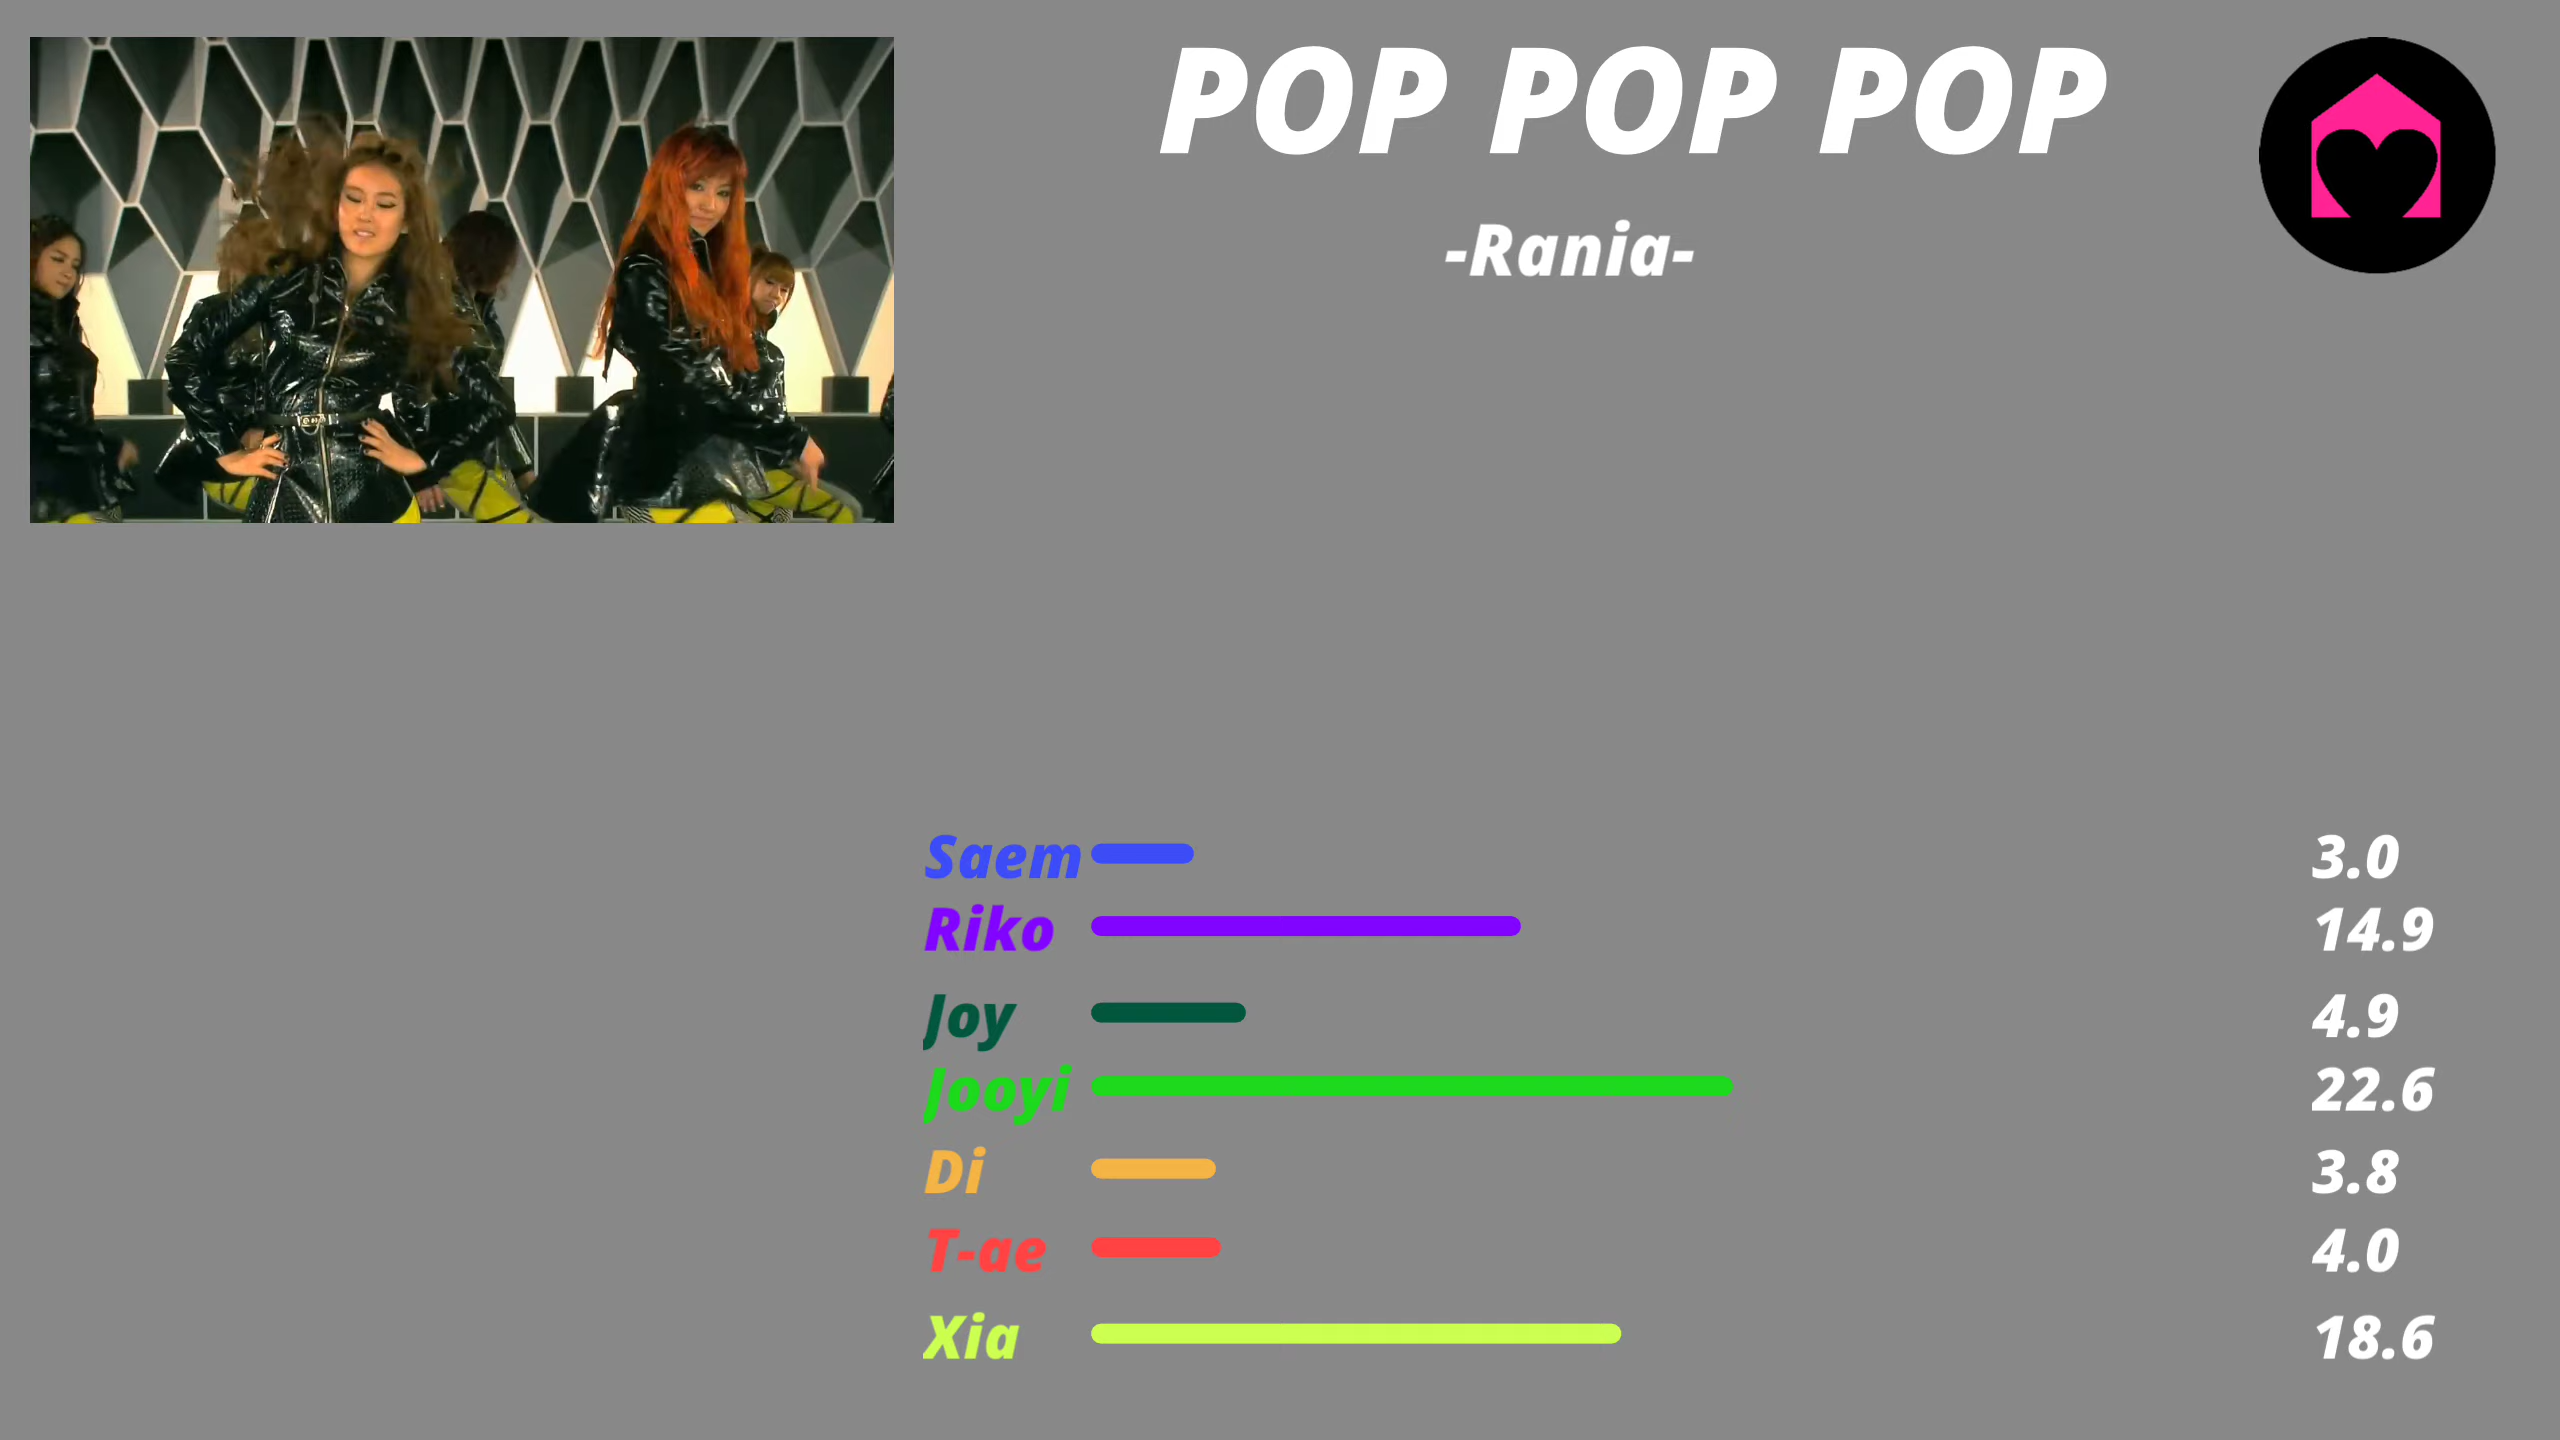 POP POP POP
-Rania-
Saem 3.0
Riko 14.9
Joy 4.9
Jooyi 22.6
Di 3.8
T-ae 4.0
Xia 18.6